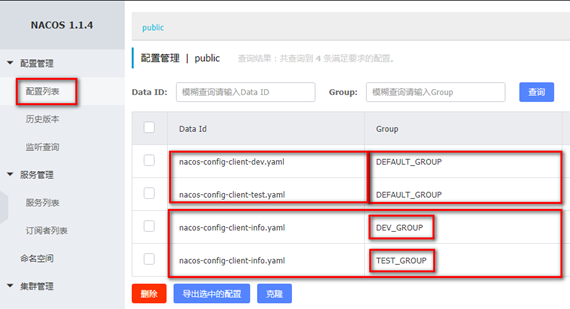 NACOS 1.1.4
配置管理
配置列表
历史版本
监听查询
服务管理
服务列表
订阅者列表
命名空间
集群管理
public
配置管理 | public 查询结果：共查询到 4 条满足要求的配置。
Data ID: 模糊查询请输入Data ID Group: 模糊查询请输入Group 查询
Data Id Group
nacos-config-client-dev.yaml DEFAULT_GROUP
nacos-config-client-test.yaml DEFAULT_GROUP
nacos-config-client-info.yaml DEV_GROUP
nacos-config-client-info.yaml TEST_GROUP
删除 导出选中的配置 克隆